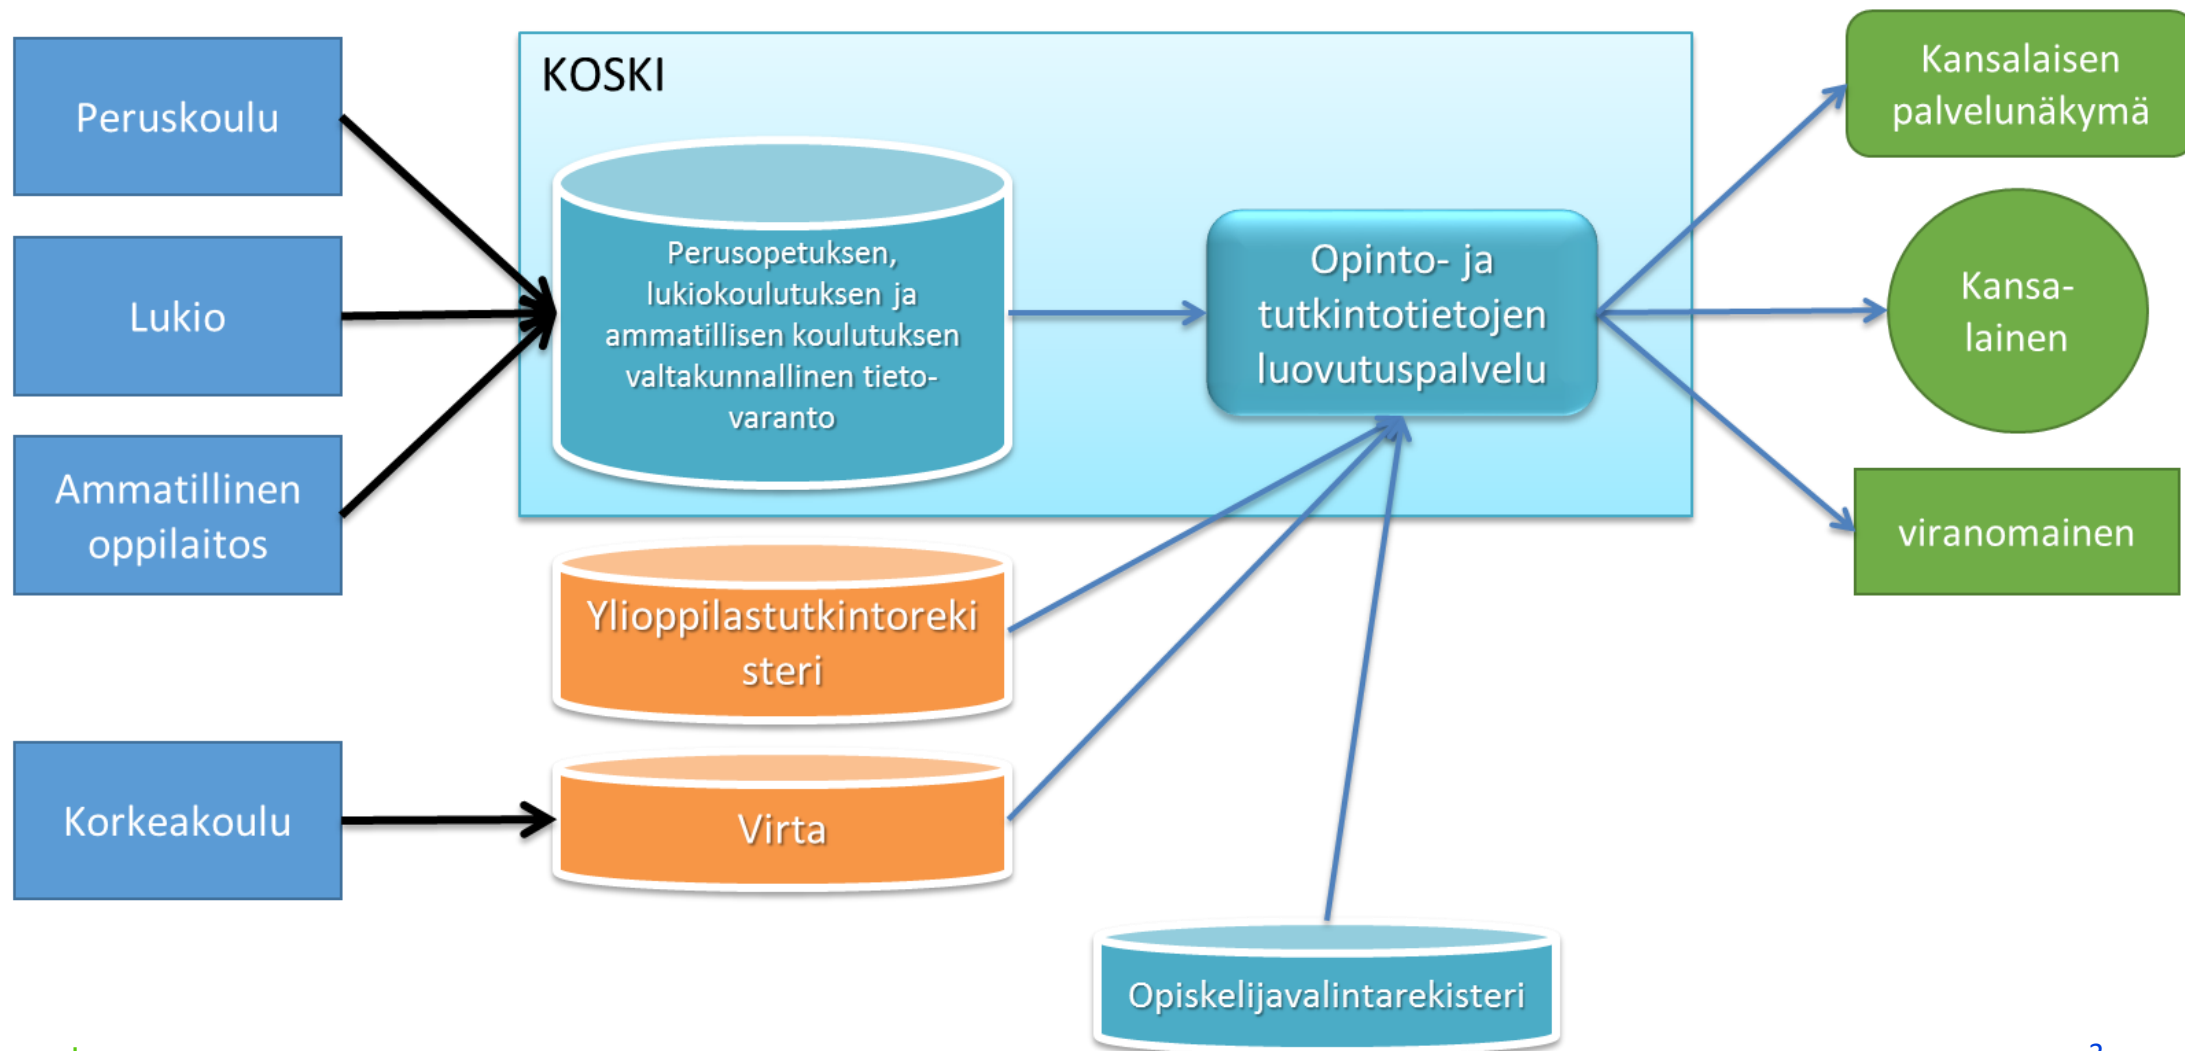 KOSKI
Peruskoulu
Lukio
Ammatillinen
oppilaitos
Korkeakoulu
Perusopetuksen,
lukiokoulutuksen ja
ammatillisen koulutuksen
valtakunnallinen tieto-
varanto
Ylioppilastutkintoreki
steri
Virta
Opiskelijavalintarekisteri
Opinto- ja
tutkintotietojen
luovutuspalvelu
Kansalaisen
palvelunäkymä
Kansa-
lainen
viranomainen